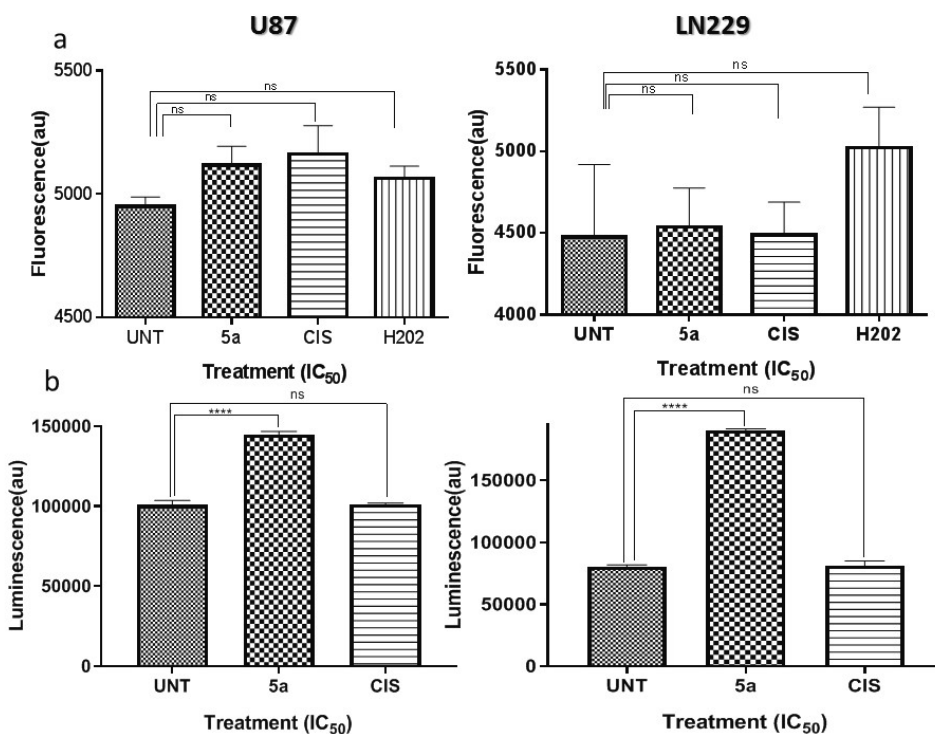 U87
LN229
a
5500
5000
4500
Fluorescence(au)
ns
ns
ns
UNT 5a CIS H202
Treatment (IC50)
5500
5000
4500
4000
Fluorescence(au)
ns
ns
ns
UNT 5a CIS H202
Treatment (IC50)
b
150000
100000
50000
0
Luminescence(au)
ns
****
UNT 5a CIS
Treatment (IC50)
150000
100000
50000
0
Luminescence(au)
ns
****
UNT 5a CIS
Treatment (IC50)